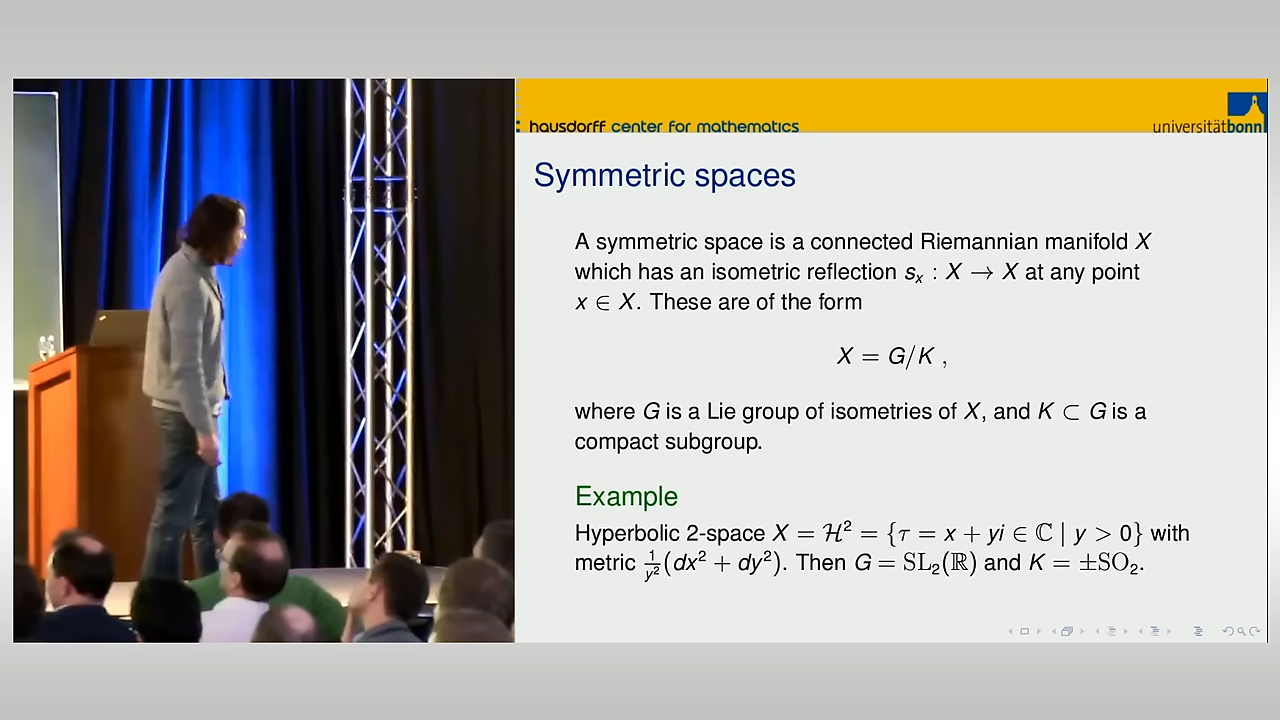 hausdorff center for mathematics
universitätbonn
Symmetric spaces
A symmetric space is a connected Riemannian manifold X
which has an isometric reflection sₓ : X → X at any point
x ∈ X. These are of the form
X = G/K ,
where G is a Lie group of isometries of X, and K ⊂ G is a
compact subgroup.
Example
Hyperbolic 2-space X = ℋ² = {τ = x + yi ∈ ℂ | y > 0} with
metric 1/y² (dx² + dy²). Then G = SL₂(ℝ) and K = ±SO₂.